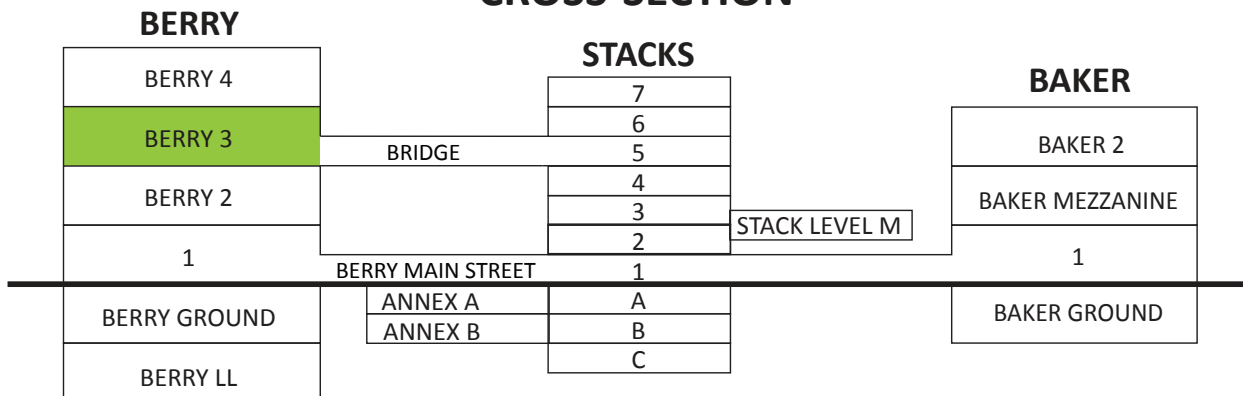 CROSS-SECTION
BERRY
BERRY 4
BERRY 3
BERRY 2
1
BERRY GROUND
BERRY LL
BRIDGE
BERRY MAIN STREET
ANNEX A
ANNEX B
STACKS
7
6
5
4
3
2
1
A
B
C
STACK LEVEL M
BAKER
BAKER 2
BAKER MEZZANINE
1
BAKER GROUND